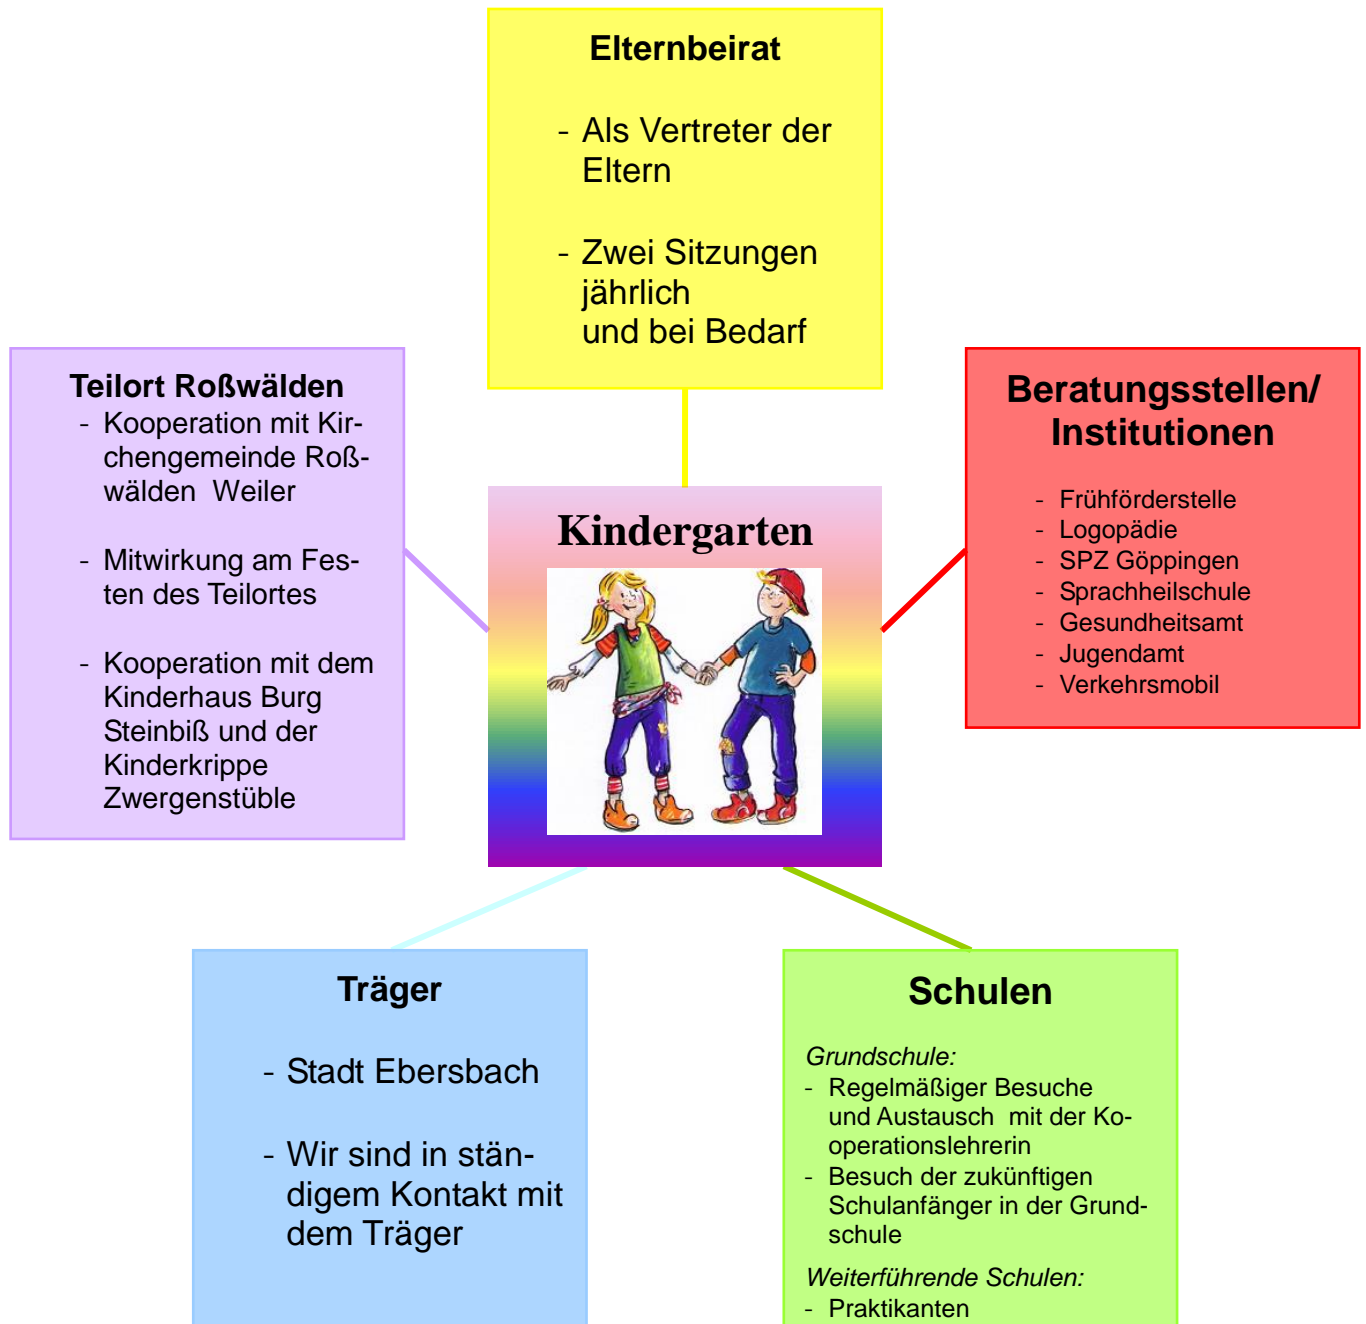 Elternbeirat
- Als Vertreter der
Eltern
- Zwei Sitzungen
jährlich
und bei Bedarf
Teilort Roßwälden
- Kooperation mit Kir-
chengemeinde Roß-
wälden  Weiler
- Mitwirkung am Fes-
ten des Teilortes
- Kooperation mit dem
Kinderhaus Burg
Steinbiß und der
Kinderkrippe
Zwergenstüble
Kindergarten
Beratungsstellen/
Institutionen
- Frühförderstelle
- Logopädie
- SPZ Göppingen
- Sprachheilschule
- Gesundheitsamt
- Jugendamt
- Verkehrsmobil
Träger
- Stadt Ebersbach
- Wir sind in stän-
digem Kontakt mit
dem Träger
Schulen
Grundschule:
- Regelmäßiger Besuche
und Austausch  mit der Ko-
operationslehrerin
- Besuch der zukünftigen
Schulanfänger in der Grund-
schule
Weiterführende Schulen:
- Praktikanten